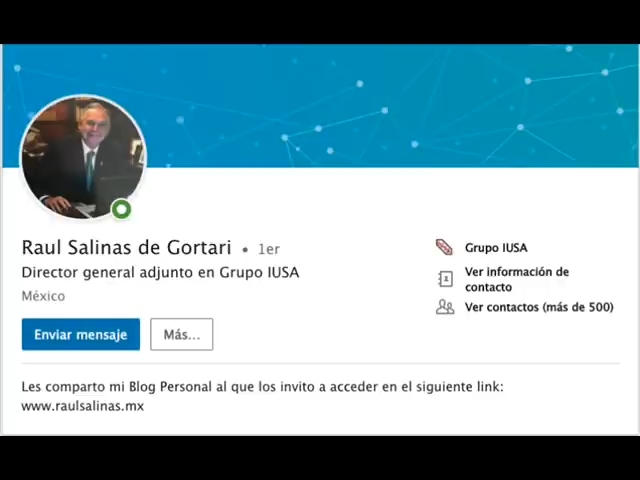 Raul Salinas de Gortari • 1er
Director general adjunto en Grupo IUSA
México
Enviar mensaje
Más...
Grupo IUSA
Ver información de
contacto
Ver contactos (más de 500)
Les comparto mi Blog Personal al que los invito a acceder en el siguiente link:
www.raulsalinas.mx